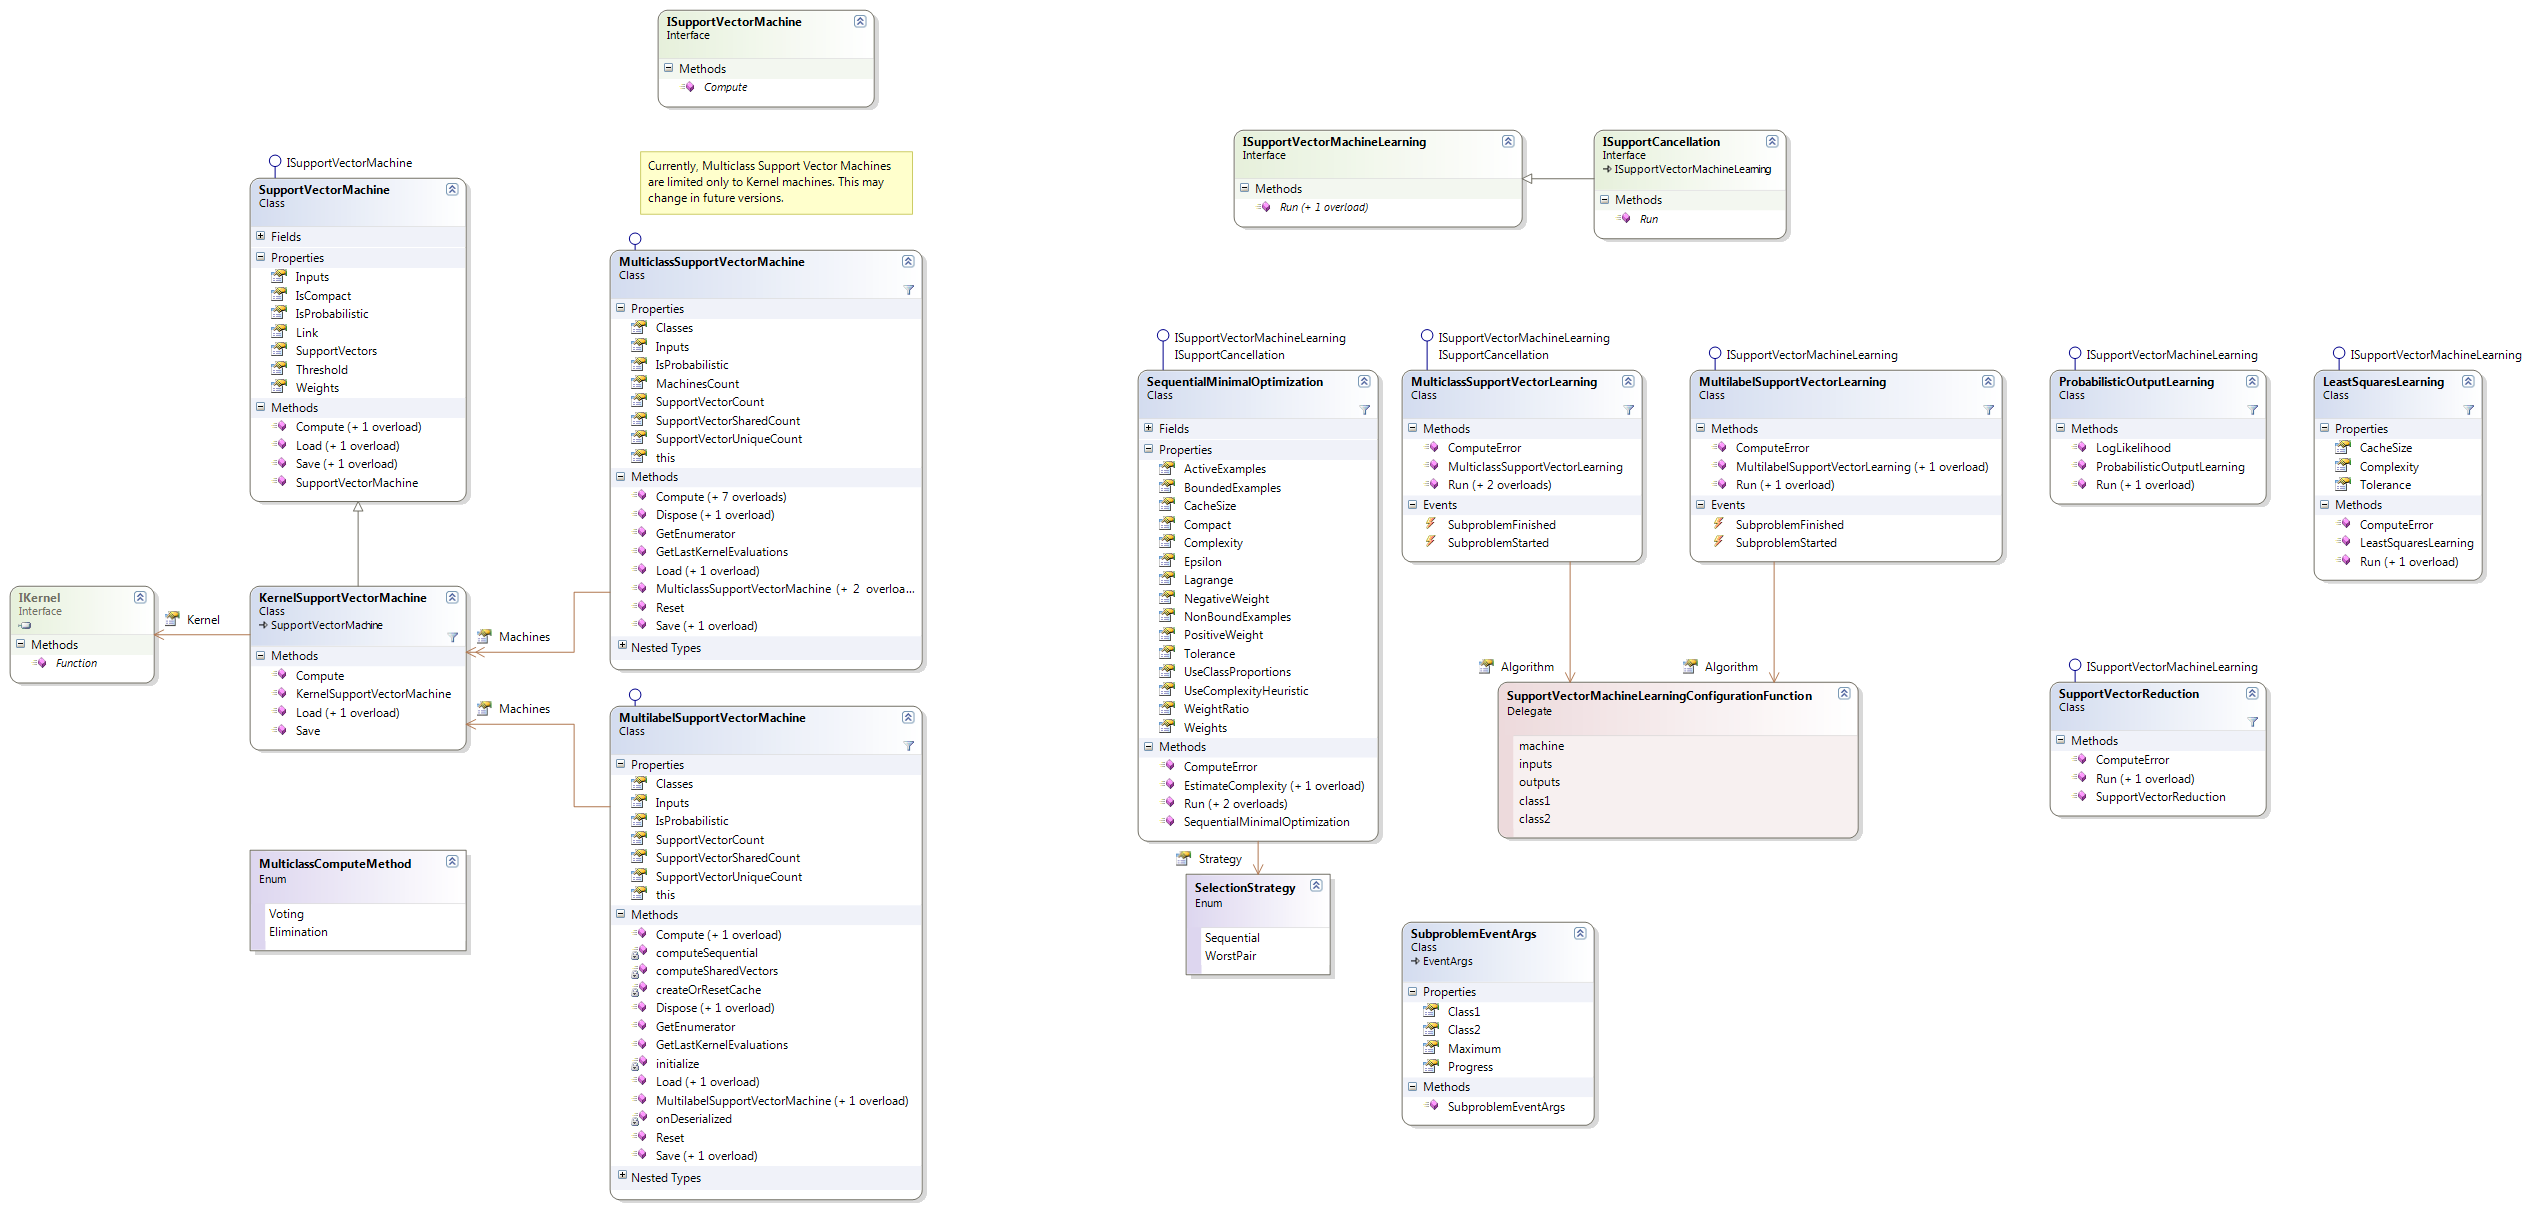 ISupportVectorMachine
Interface
Methods
Compute
Currently, Multiclass Support Vector Machines
are limited only to Kernel machines. This may
change in future versions.
ISupportVectorMachine
SupportVectorMachine
Class
Fields
Properties
Inputs
IsCompact
IsProbabilistic
Link
SupportVectors
Threshold
Weights
Methods
Compute (+ 1 overload)
Load (+ 1 overload)
Save (+ 1 overload)
SupportVectorMachine
IKernel
Interface
Methods
Function
Kernel
KernelSupportVectorMachine
Class
SupportVectorMachine
Methods
Compute
KernelSupportVectorMachine
Load (+ 1 overload)
Save
MulticlassComputeMethod
Enum
Voting
Elimination
Machines
Machines
MulticlassSupportVectorMachine
Class
Properties
Classes
Inputs
IsProbabilistic
MachinesCount
SupportVectorCount
SupportVectorSharedCount
SupportVectorUniqueCount
this
Methods
Compute (+ 7 overloads)
Dispose (+ 1 overload)
GetEnumerator
GetLastKernelEvaluations
Load (+ 1 overload)
MulticlassSupportVectorMachine (+ 2 overloa...
Reset
Save (+ 1 overload)
Nested Types
MultilabelSupportVectorMachine
Class
Properties
Classes
Inputs
IsProbabilistic
SupportVectorCount
SupportVectorSharedCount
SupportVectorUniqueCount
this
Methods
Compute (+ 1 overload)
computeSequential
computeSharedVectors
createOrResetCache
Dispose (+ 1 overload)
GetEnumerator
GetLastKernelEvaluations
initialize
Load (+ 1 overload)
MultilabelSupportVectorMachine (+ 1 overload)
onDeserialized
Reset
Save (+ 1 overload)
Nested Types
ISupportVectorMachineLearning
Interface
Methods
Run (+ 1 overload)
ISupportCancellation
Interface
ISupportVectorMachineLearning
Methods
Run
ISupportVectorMachineLearning
ISupportCancellation
SequentialMinimalOptimization
Class
Fields
Properties
ActiveExamples
BoundedExamples
CacheSize
Compact
Complexity
Epsilon
Lagrange
NegativeWeight
NonBoundExamples
PositiveWeight
Tolerance
UseClassProportions
UseComplexityHeuristic
WeightRatio
Weights
Methods
ComputeError
EstimateComplexity (+ 1 overload)
Run (+ 2 overloads)
SequentialMinimalOptimization
Strategy
SelectionStrategy
Enum
Sequential
WorstPair
ISupportVectorMachineLearning
ISupportCancellation
MulticlassSupportVectorLearning
Class
Methods
ComputeError
MulticlassSupportVectorLearning
Run (+ 2 overloads)
Events
SubproblemFinished
SubproblemStarted
ISupportVectorMachineLearning
MultilabelSupportVectorLearning
Class
Methods
ComputeError
MultilabelSupportVectorLearning (+ 1 overload)
Run (+ 1 overload)
Events
SubproblemFinished
SubproblemStarted
Algorithm
Algorithm
SupportVectorMachineLearningConfigurationFunction
Delegate
machine
inputs
outputs
class1
class2
SubproblemEventArgs
Class
EventArgs
Properties
Class1
Class2
Maximum
Progress
Methods
SubproblemEventArgs
ISupportVectorMachineLearning
ProbabilisticOutputLearning
Class
Methods
LogLikelihood
ProbabilisticOutputLearning
Run (+ 1 overload)
ISupportVectorMachineLearning
LeastSquaresLearning
Class
Properties
CacheSize
Complexity
Tolerance
Methods
ComputeError
LeastSquaresLearning
Run (+ 1 overload)
ISupportVectorMachineLearning
SupportVectorReduction
Class
Methods
ComputeError
Run (+ 1 overload)
SupportVectorReduction